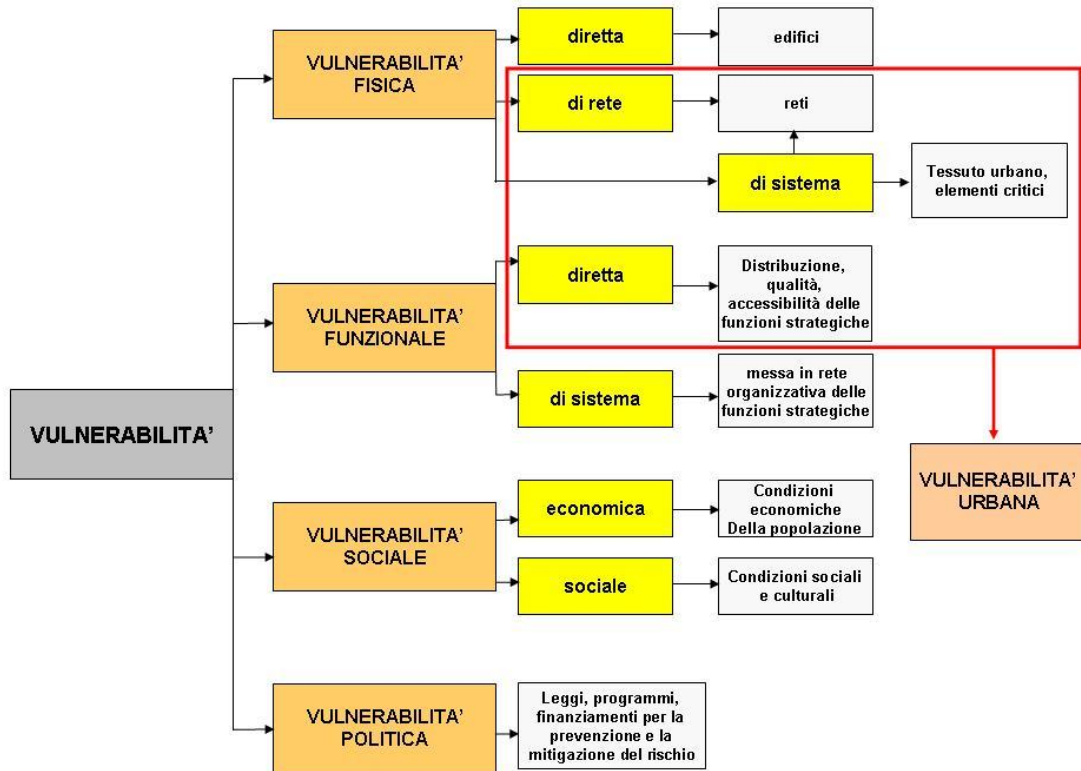 diretta
edifici
VULNERABILITA'
FISICA
di rete
reti
di sistema
Tessuto urbano,
elementi critici
diretta
Distribuzione,
qualità,
accessibilità delle
funzioni strategiche
VULNERABILITA'
FUNZIONALE
di sistema
messa in rete
organizzativa delle
funzioni strategiche
VULNERABILITA'
VULNERABILITA'
URBANA
economica
Condizioni
economiche
Della popolazione
VULNERABILITA'
SOCIALE
sociale
Condizioni sociali
e culturali
VULNERABILITA'
POLITICA
Leggi, programmi,
finanziamenti per la
prevenzione e la
mitigazione del rischio